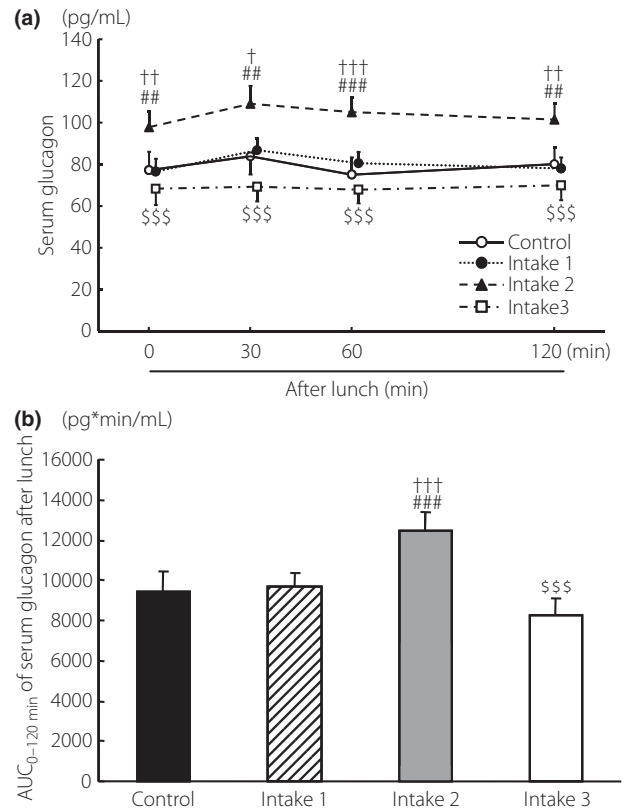 (a) (pg/mL)
140
120
100
80
60
40
20
0
Serum glucagon
†† † ††† ††
## ## ### ##
$$$ $$$ $$$ $$$
Control
Intake 1
Intake 2
Intake3
0 30 60 120 (min)
After lunch (min)
(b) (pg*min/mL)
16000
14000
12000
10000
8000
6000
4000
2000
0
AUC0–120 min of serum glucagon after lunch
†††
###
$$$
Control Intake 1 Intake 2 Intake 3